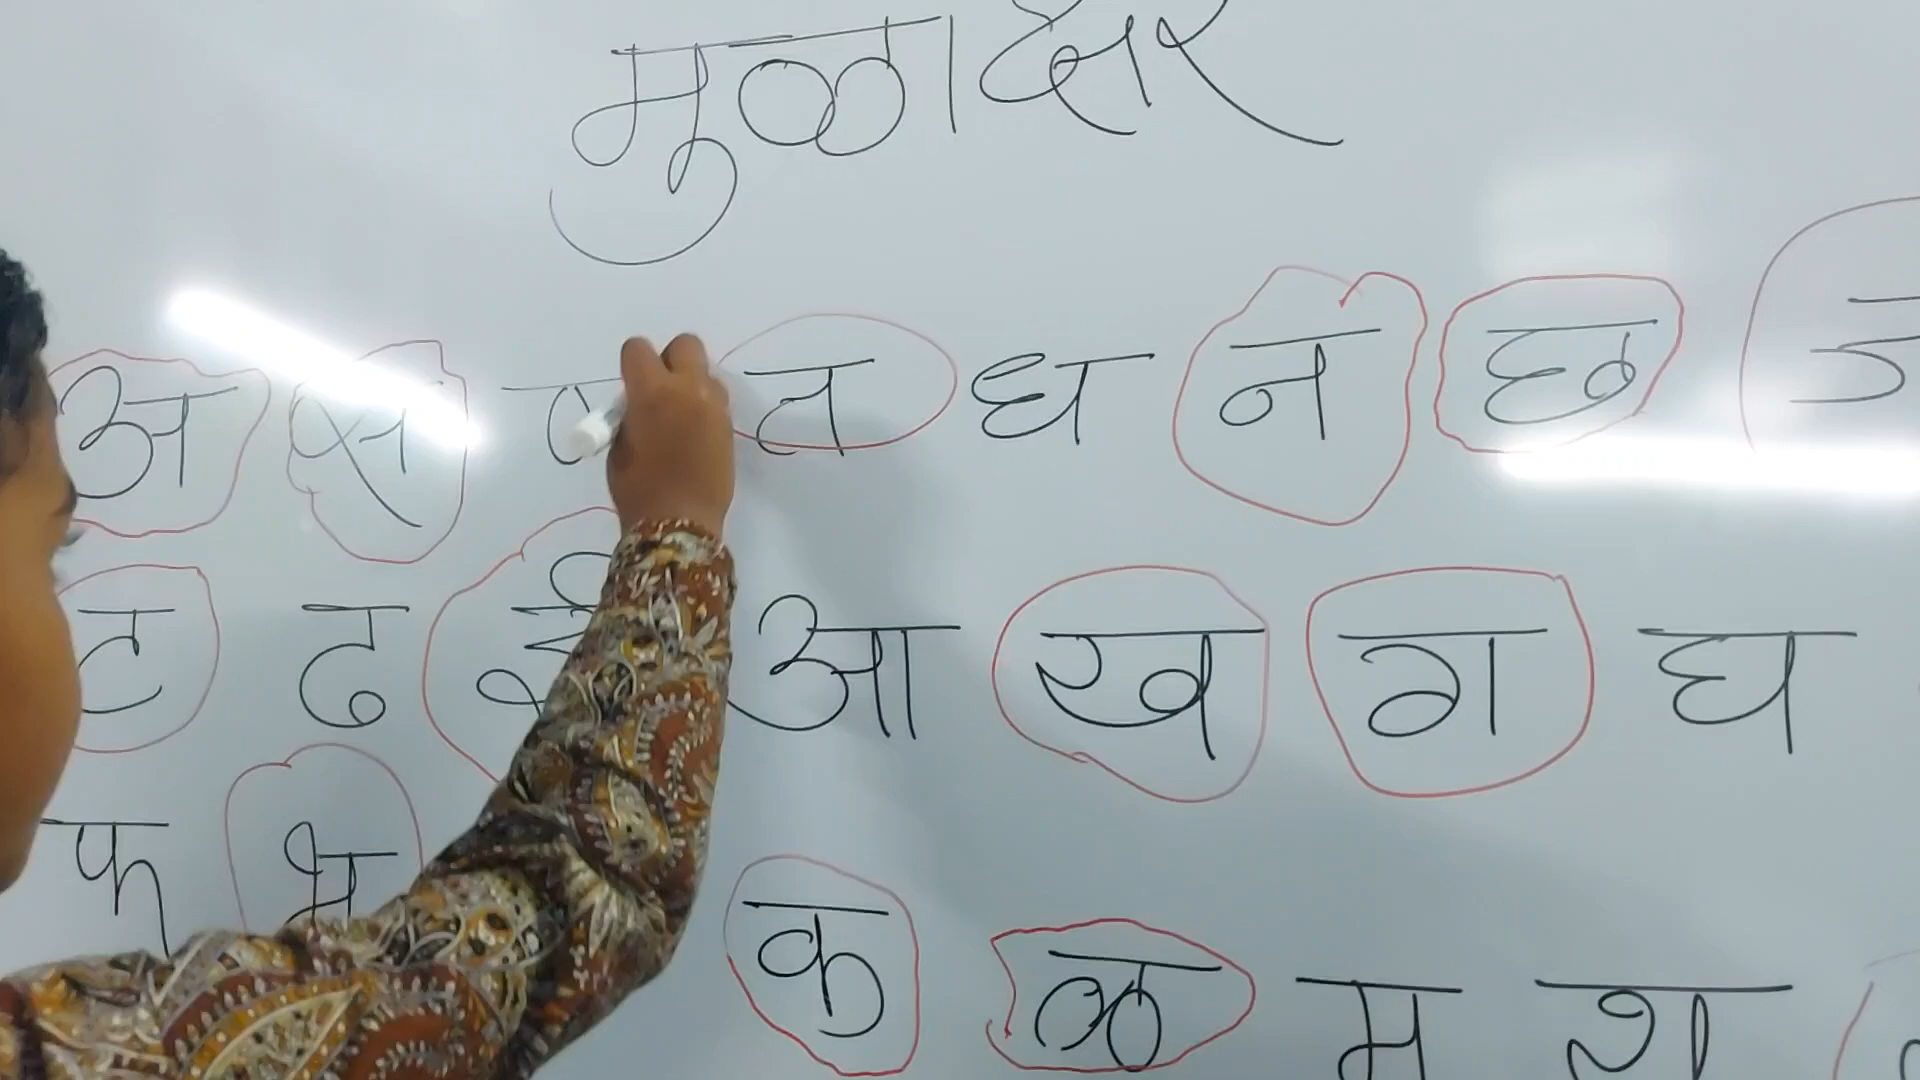 मूळाक्षर
अ स त ध न छ
ट ढ ई आ ख ग घ
फ भ क ळ म श